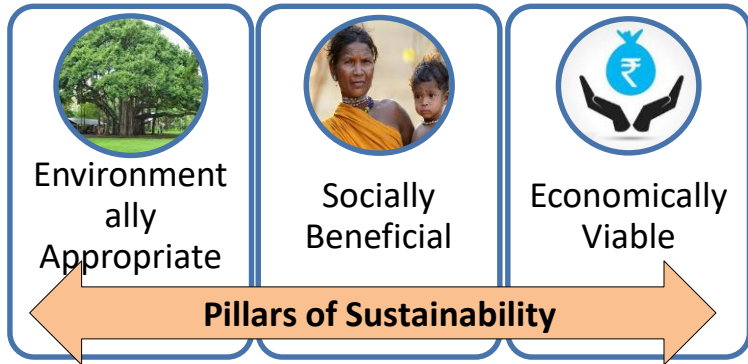 Environment
ally
Appropriate
Socially
Beneficial
₹
Economically
Viable
Pillars of Sustainability